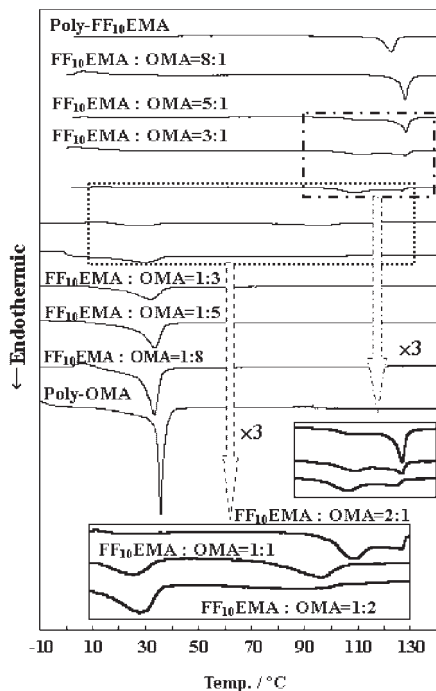 Poly-FF₁₀EMA
FF₁₀EMA : OMA=8:1
FF₁₀EMA : OMA=5:1
FF₁₀EMA : OMA=3:1
FF₁₀EMA : OMA=1:3
FF₁₀EMA : OMA=1:5
FF₁₀EMA : OMA=1:8
Poly-OMA
×3
×3
FF₁₀EMA : OMA=2:1
FF₁₀EMA : OMA=1:1
FF₁₀EMA : OMA=1:2
← Endothermic
-10 10 30 50 70 90 110 130
Temp. / °C